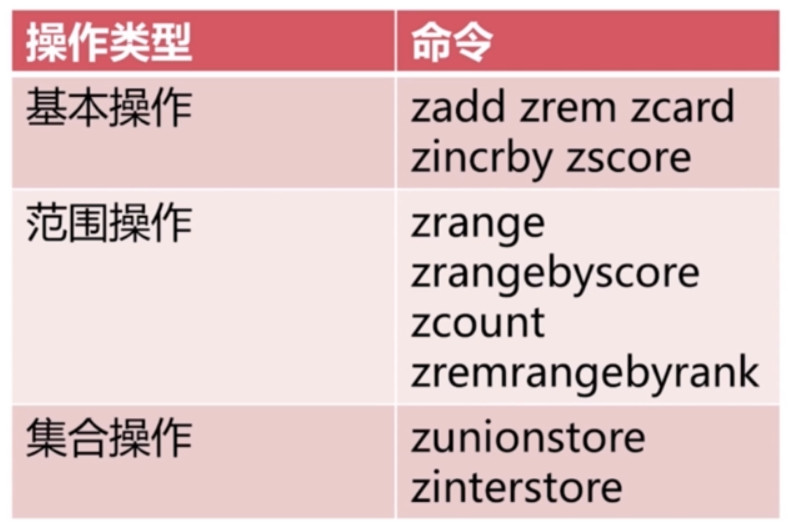 操作类型 命令
基本操作 zadd zrem zcard
zincrby zscore
范围操作 zrange
zrangebyscore
zcount
zremrangebyrank
集合操作 zunionstore
zinterstore